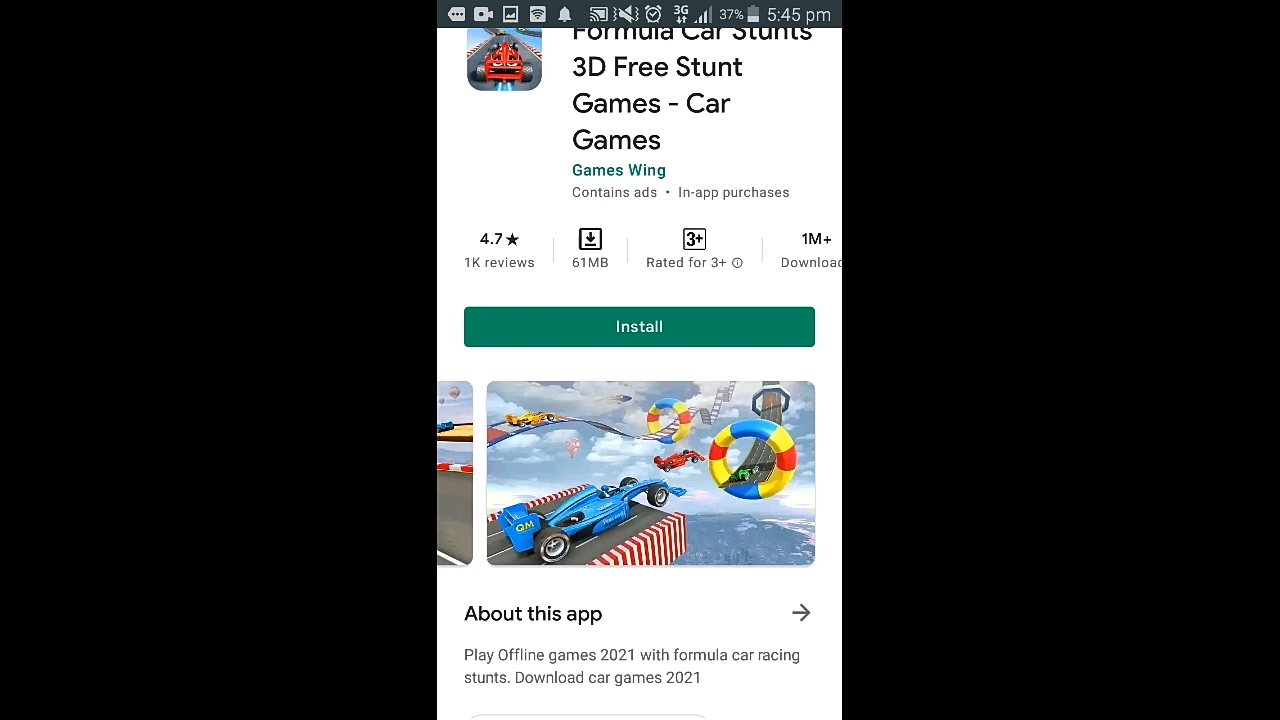 3G 37% 5:45 pm
Formula Car Stunts
3D Free Stunt
Games - Car
Games
Games Wing
Contains ads • In-app purchases
4.7★ 3+ 1M+
1K reviews 61MB Rated for 3+ Download
Install
QM
About this app
Play Offline games 2021 with formula car racing
stunts. Download car games 2021